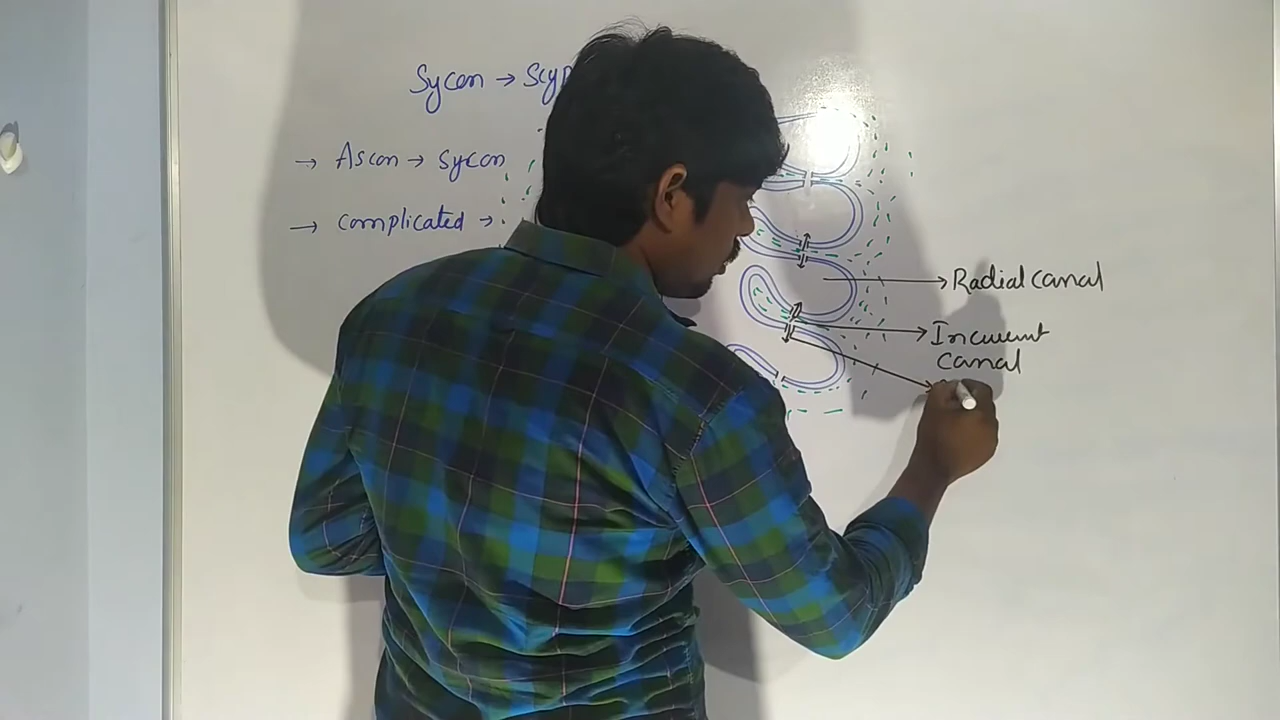 Sycon → Scyp
→ Ascon → Sycon
→ Complicated →
Radial canal
Incurrent
canal